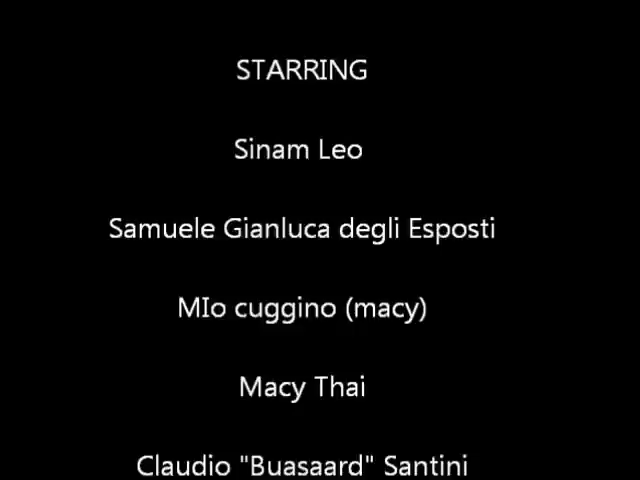 STARRING
Sinam Leo
Samuele Gianluca degli Esposti
MIo cuggino (macy)
Macy Thai
Claudio "Buasaard" Santini